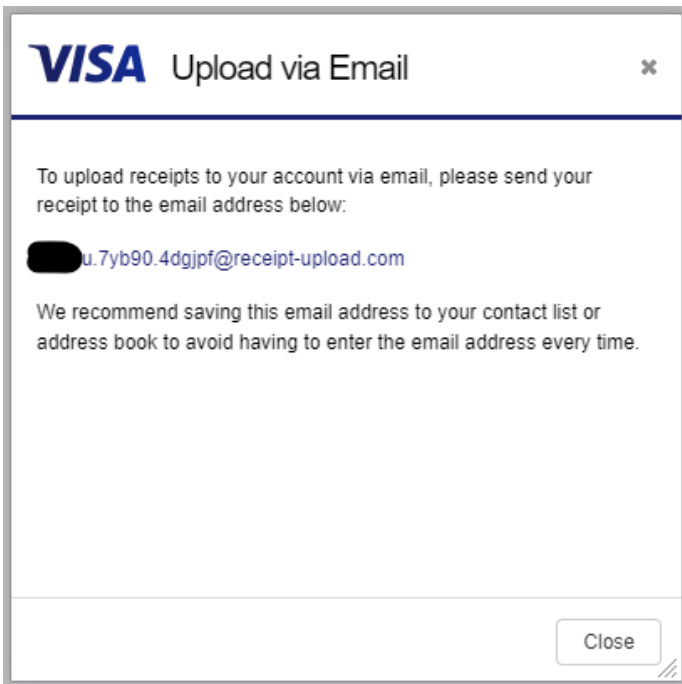 VISA Upload via Email
To upload receipts to your account via email, please send your
receipt to the email address below:
u.7yb90.4dgjpf@receipt-upload.com
We recommend saving this email address to your contact list or
address book to avoid having to enter the email address every time.
Close